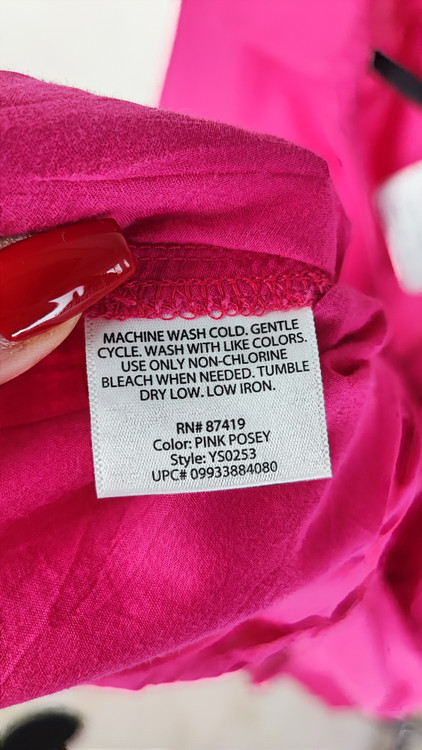 MACHINE WASH COLD. GENTLE
CYCLE. WASH WITH LIKE COLORS.
USE ONLY NON-CHLORINE
BLEACH WHEN NEEDED. TUMBLE
DRY LOW. LOW IRON.
RN# 87419
Color: PINK POSEY
Style: YS0253
UPC# 09933884080